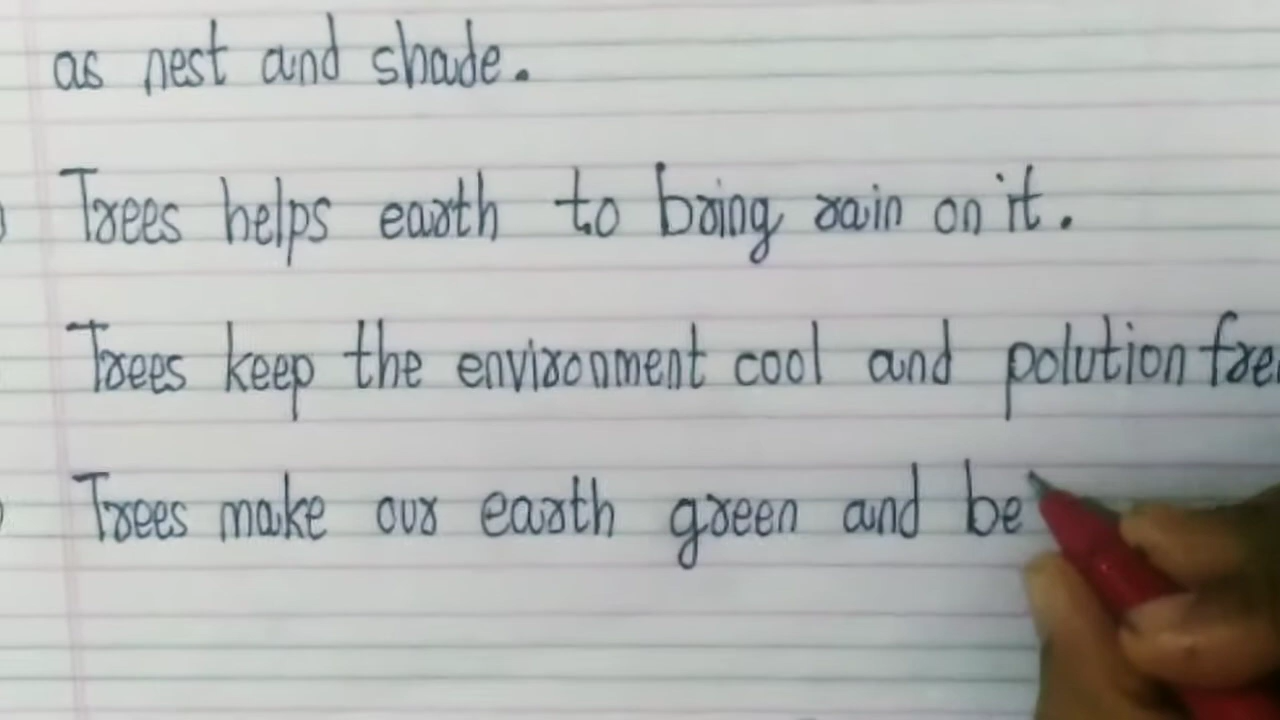 as nest and shade.
Trees helps earth to bring rain on it.
Trees keep the environment cool and polution free
Trees make our earth green and be